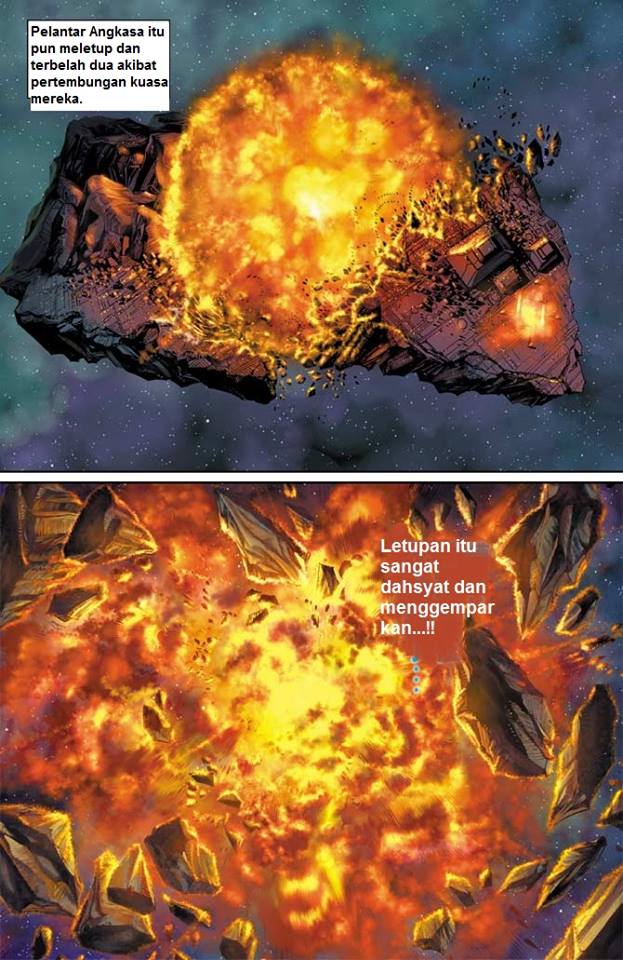 Pelantar Angkasa itu
pun meletup dan
terbelah dua akibat
pertembungan kuasa
mereka.
Letupan itu
sangat
dahsyat dan
menggempar
kan...!!